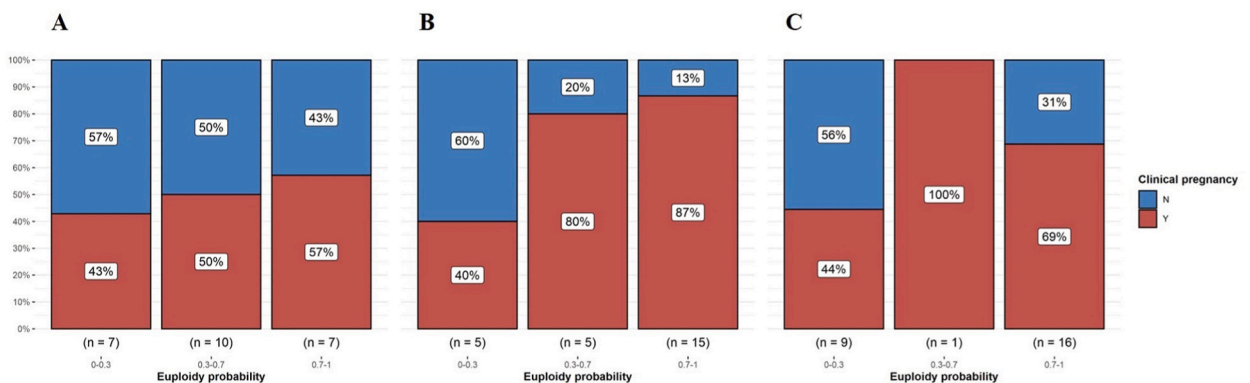 A B C
100%
90%
80%
70%
60%
50%
40%
30%
20%
10%
0%
57% 50% 43%
43% 50% 57%
60% 20% 13%
40% 80% 87%
56% 31%
44% 100% 69%
(n = 7) (n = 10) (n = 7)
0-0.3 0.3-0.7 0.7-1
Euploidy probability
(n = 5) (n = 5) (n = 15)
0-0.3 0.3-0.7 0.7-1
Euploidy probability
(n = 9) (n = 1) (n = 16)
0-0.3 0.3-0.7 0.7-1
Euploidy probability
Clinical pregnancy
N
Y